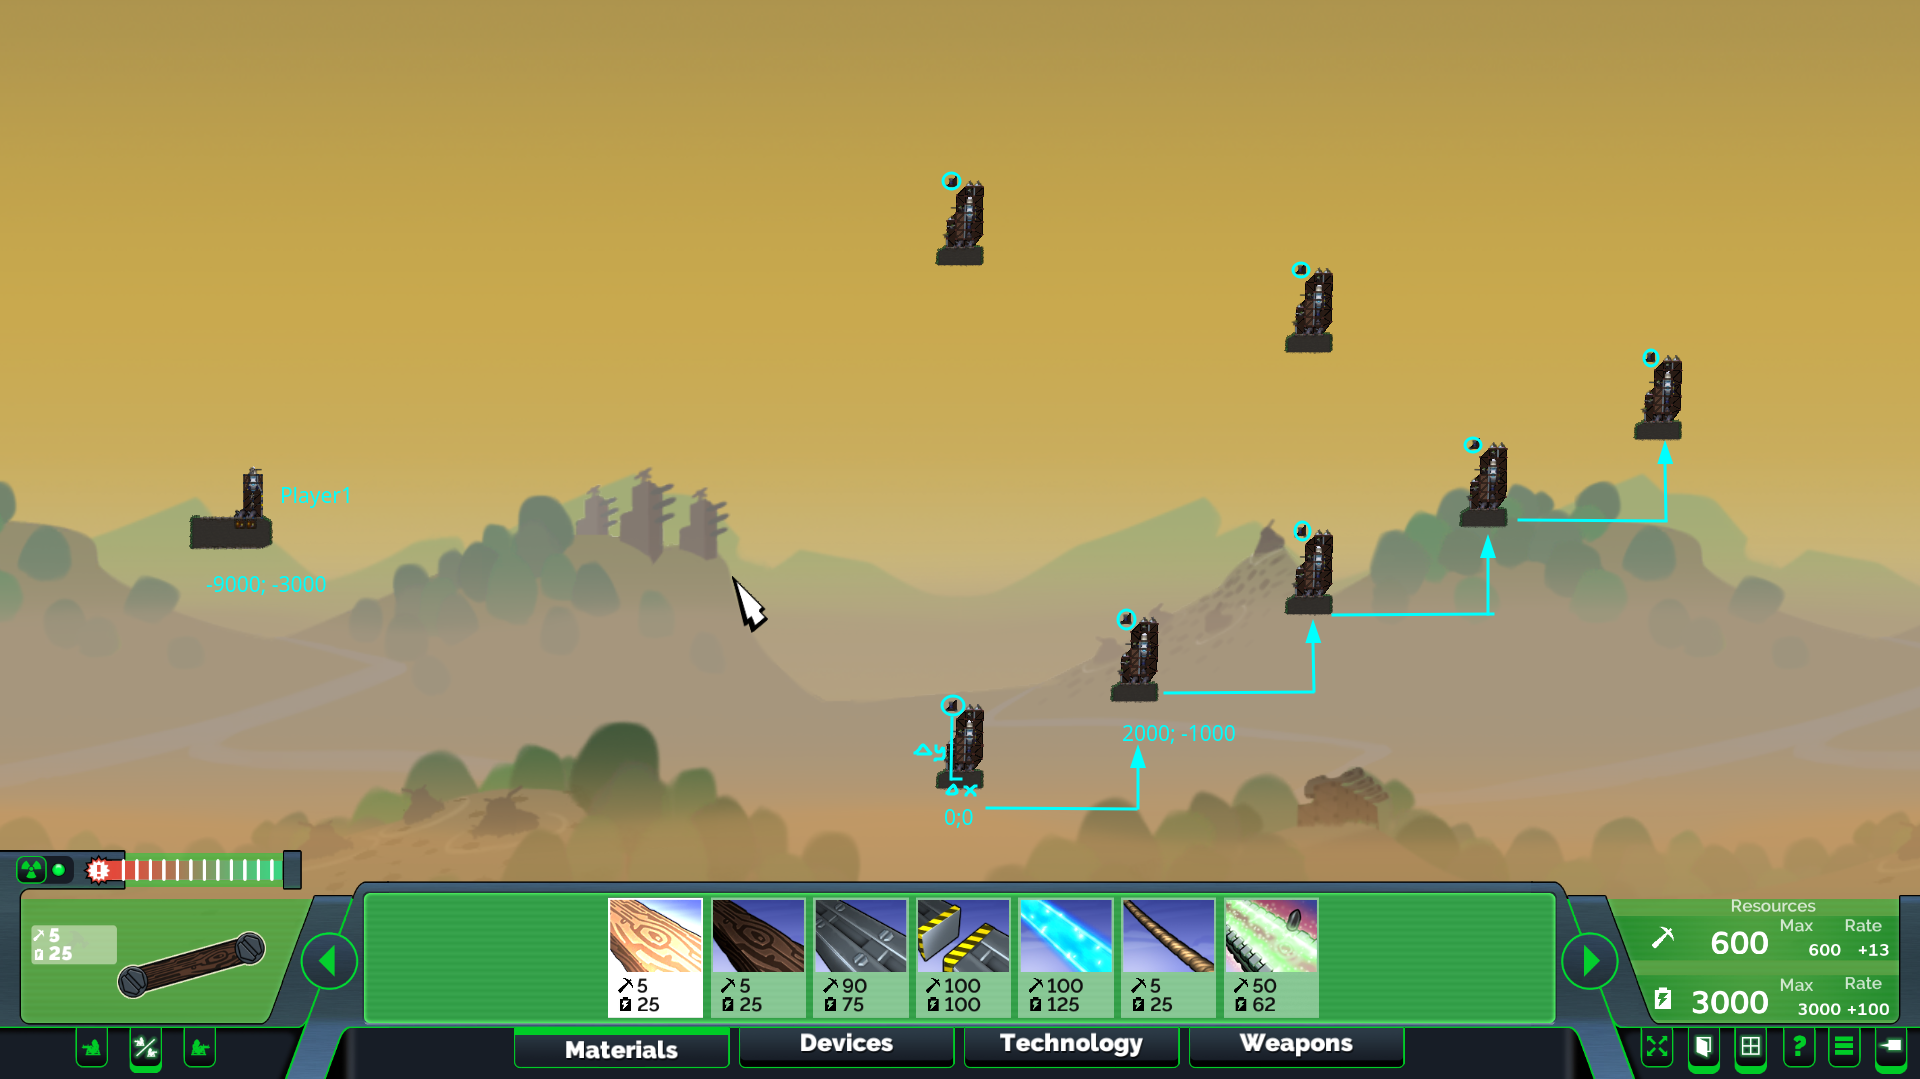 Player1
-9000; -3000
2000; -1000
Δy
Δx
0;0
5
25
5
25
5
25
90
75
100
100
100
125
5
25
50
62
Resources
Max Rate
600 600 +13
Max Rate
3000 3000 +100
Materials Devices Technology Weapons
?